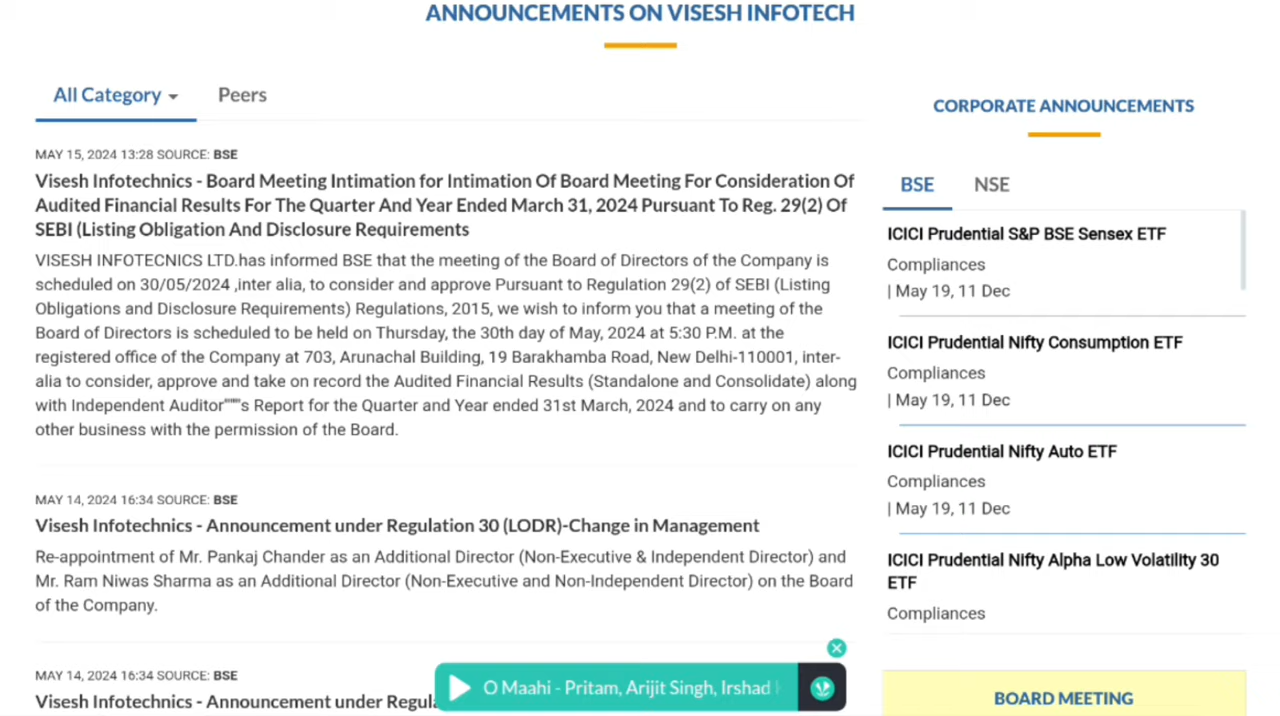 ANNOUNCEMENTS ON VISESH INFOTECH
All Category
Peers
MAY 15, 2024 13:28 SOURCE: BSE
Visesh Infotechnics - Board Meeting Intimation for Intimation Of Board Meeting For Consideration Of
Audited Financial Results For The Quarter And Year Ended March 31, 2024 Pursuant To Reg. 29(2) Of
SEBI (Listing Obligation And Disclosure Requirements
VISESH INFOTECNICS LTD.has informed BSE that the meeting of the Board of Directors of the Company is
scheduled on 30/05/2024 ,inter alia, to consider and approve Pursuant to Regulation 29(2) of SEBI (Listing
Obligations and Disclosure Requirements) Regulations, 2015, we wish to inform you that a meeting of the
Board of Directors is scheduled to be held on Thursday, the 30th day of May, 2024 at 5:30 P.M. at the
registered office of the Company at 703, Arunachal Building, 19 Barakhamba Road, New Delhi-110001, inter-
alia to consider, approve and take on record the Audited Financial Results (Standalone and Consolidate) along
with Independent Auditor""''s Report for the Quarter and Year ended 31st March, 2024 and to carry on any
other business with the permission of the Board.
MAY 14, 2024 16:34 SOURCE: BSE
Visesh Infotechnics - Announcement under Regulation 30 (LODR)-Change in Management
Re-appointment of Mr. Pankaj Chander as an Additional Director (Non-Executive & Independent Director) and
Mr. Ram Niwas Sharma as an Additional Director (Non-Executive and Non-Independent Director) on the Board
of the Company.
MAY 14, 2024 16:34 SOURCE: BSE
Visesh Infotechnics - Announcement under Regula
O Maahi - Pritam, Arijit Singh, Irshad
CORPORATE ANNOUNCEMENTS
BSE
NSE
ICICI Prudential S&P BSE Sensex ETF
Compliances
| May 19, 11 Dec
ICICI Prudential Nifty Consumption ETF
Compliances
| May 19, 11 Dec
ICICI Prudential Nifty Auto ETF
Compliances
| May 19, 11 Dec
ICICI Prudential Nifty Alpha Low Volatility 30
ETF
Compliances
BOARD MEETING